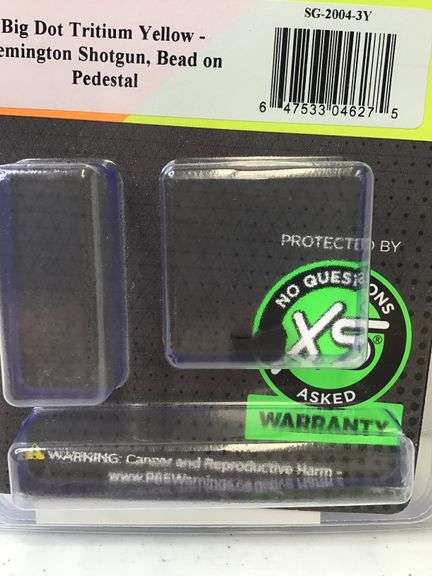 Big Dot Tritium Yellow -
emington Shotgun, Bead on
Pedestal
SG-2004-3Y
6 47533 04627 5
PROTECTED BY
NO QUESTIONS
XS®
ASKED
WARRANTY
⚠ WARNING: Cancer and Reproductive Harm -